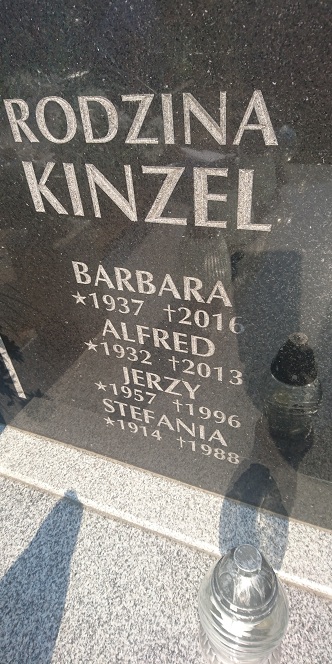 RODZINA
KINZEL
BARBARA
★1937 †2016
ALFRED
★1932 †2013
JERZY
★1957 †1996
STEFANIA
★1914 †1988